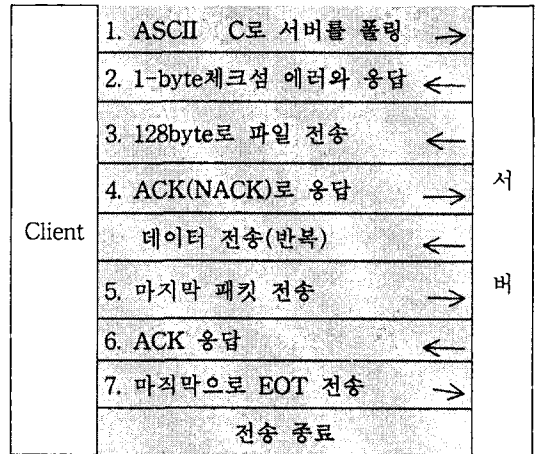 1. ASCII C로 서버를 폴링 →
2. 1-byte체크섬 에러와 응답 ←
3. 128byte로 파일 전송 ←
4. ACK(NACK)로 응답 →
서
Client
데이터 전송(반복) ←
버
5. 마지막 패킷 전송 →
6. ACK 응답 ←
7. 마직막으로 EOT 전송 →
전송 종료